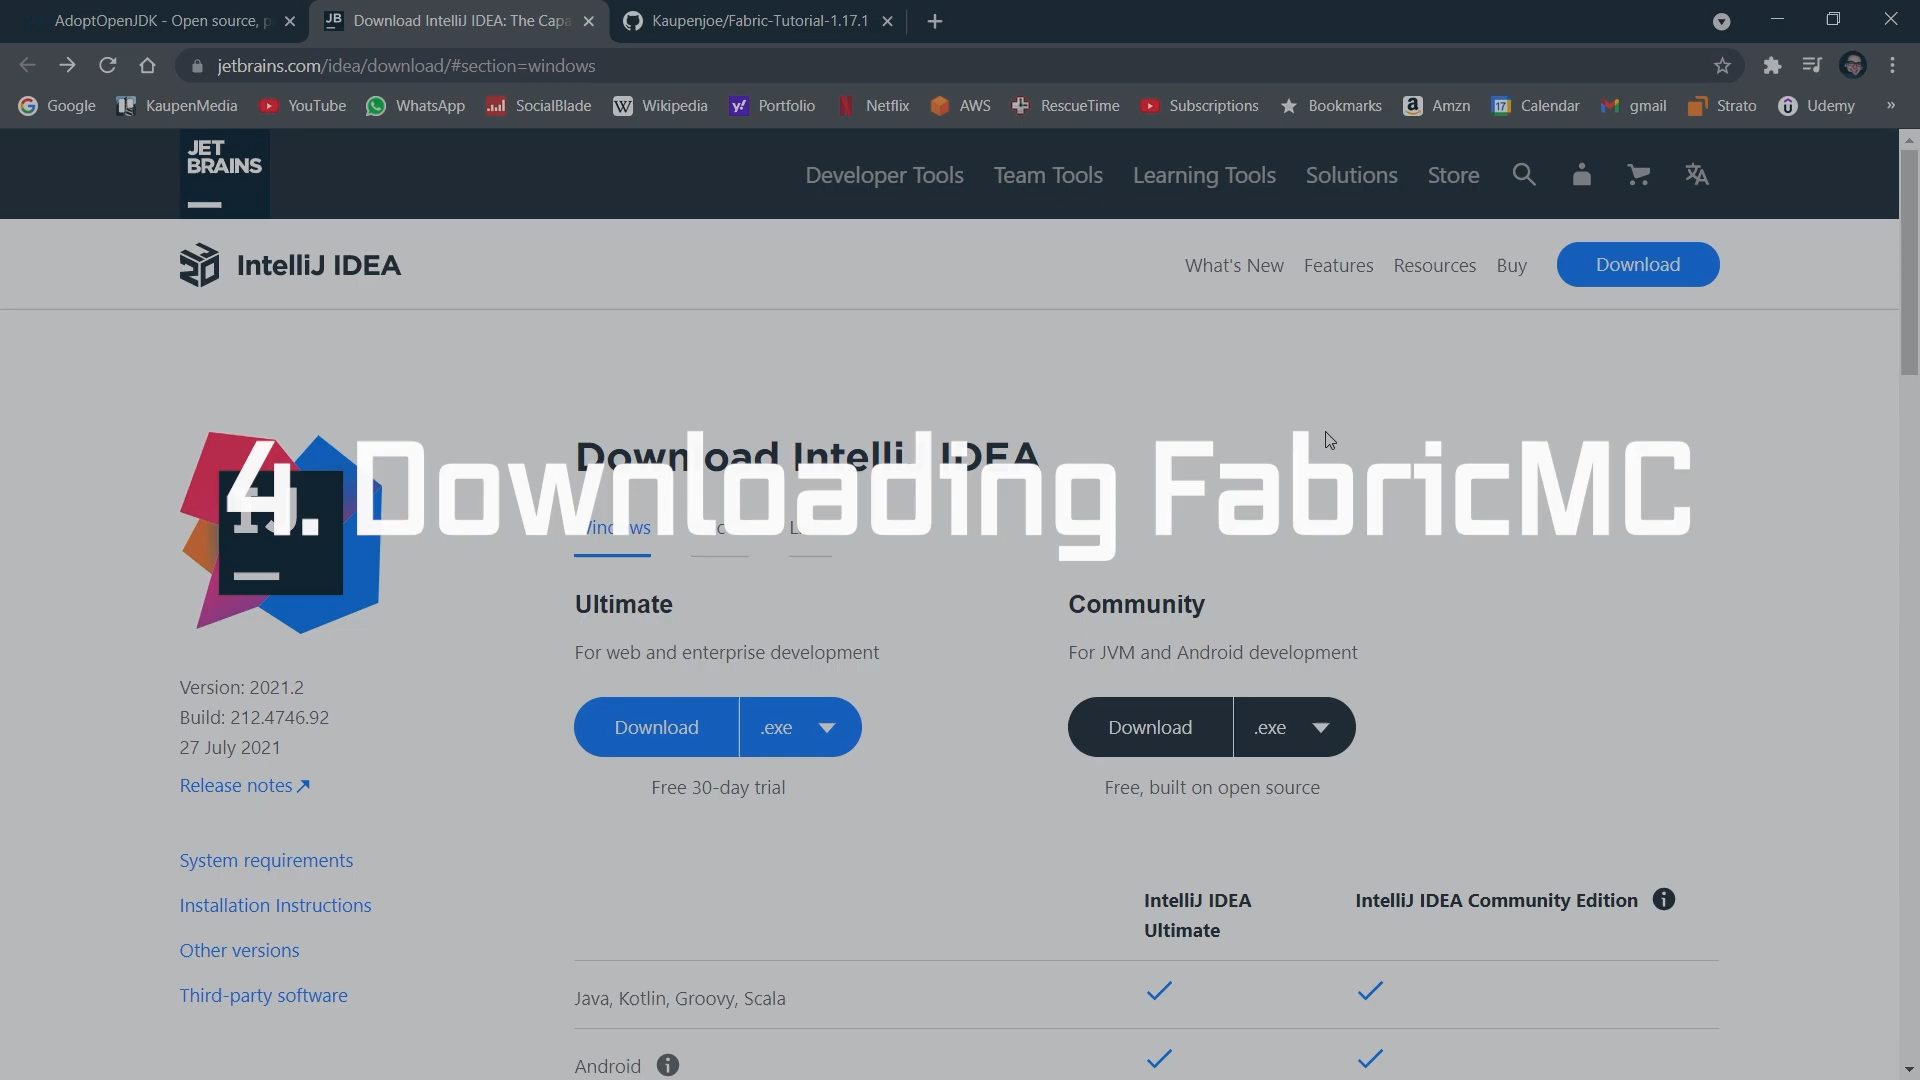 AdoptOpenJDK - Open source, p
Download IntelliJ IDEA: The Capa
Kaupenjoe/Fabric-Tutorial-1.17.1
jetbrains.com/idea/download/#section=windows
Google
KaupenMedia
YouTube
WhatsApp
SocialBlade
Wikipedia
Portfolio
Netflix
AWS
RescueTime
Subscriptions
Bookmarks
Amzn
Calendar
gmail
Strato
Udemy
JET
BRAINS
Developer Tools
Team Tools
Learning Tools
Solutions
Store
IntelliJ IDEA
What's New
Features
Resources
Buy
Download
Download IntelliJ IDEA
4. Downloading FabricMC
Windows
Ultimate
Community
For web and enterprise development
For JVM and Android development
Version: 2021.2
Build: 212.4746.92
27 July 2021
Release notes
Download
.exe
Download
.exe
Free 30-day trial
Free, built on open source
System requirements
Installation Instructions
Other versions
Third-party software
IntelliJ IDEA
Ultimate
IntelliJ IDEA Community Edition
Java, Kotlin, Groovy, Scala
Android